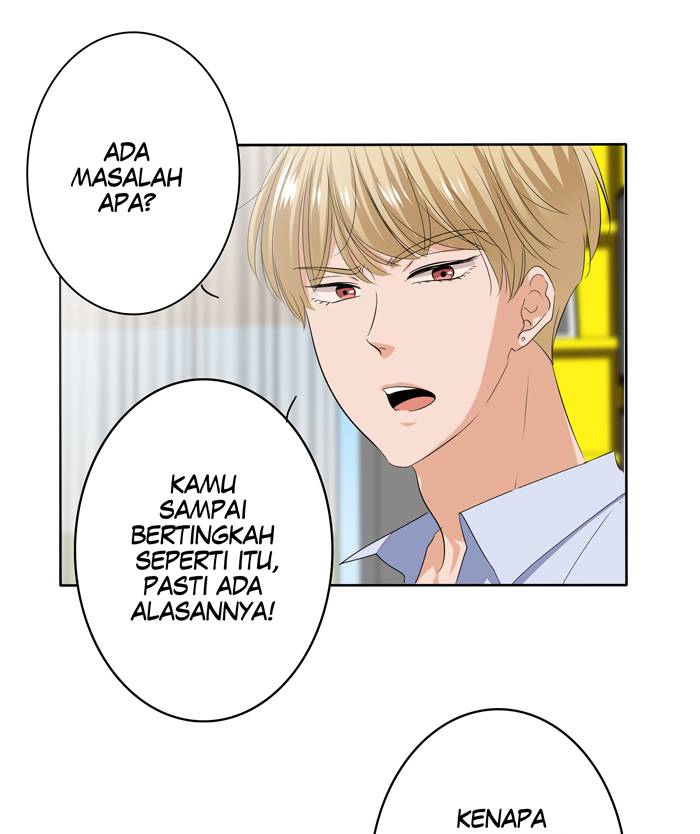 ADA
MASALAH
APA?
KAMU
SAMPAI
BERTINGKAH
SEPERTI ITU,
PASTI ADA
ALASANNYA!
KENAPA